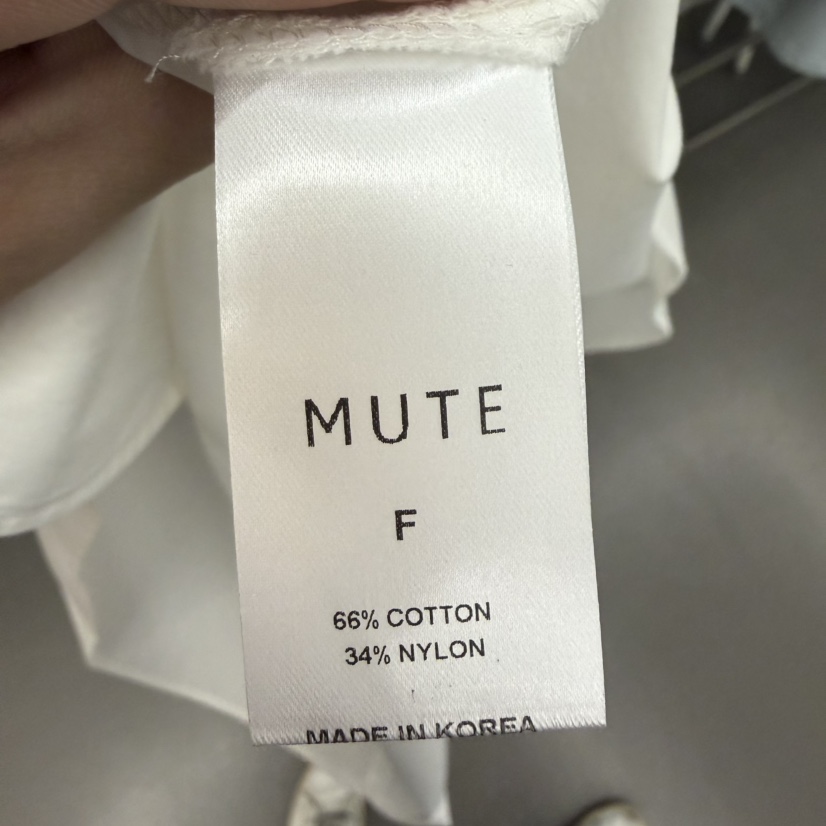 MUTE
F
66% COTTON
34% NYLON
MADE IN KOREA